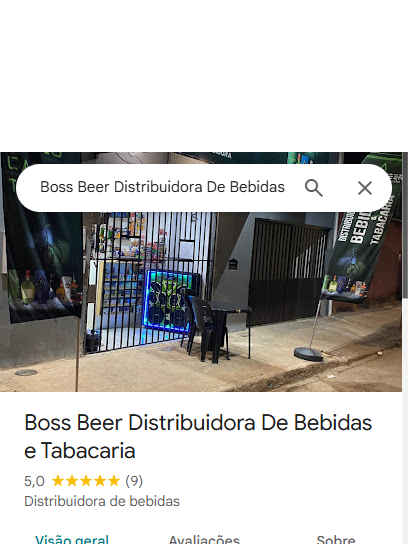 Boss Beer Distribuidora De Bebidas
DISTRIBUIDORA
BEBIDAS
&
TABACARIA
Boss Beer Distribuidora De Bebidas
e Tabacaria
5,0 (9)
Distribuidora de bebidas
Visão geral Avaliações Sobre